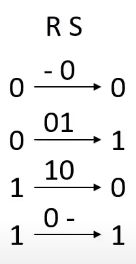 R S
0 - 0 → 0
0 01 → 1
1 10 → 0
1 0 - → 1